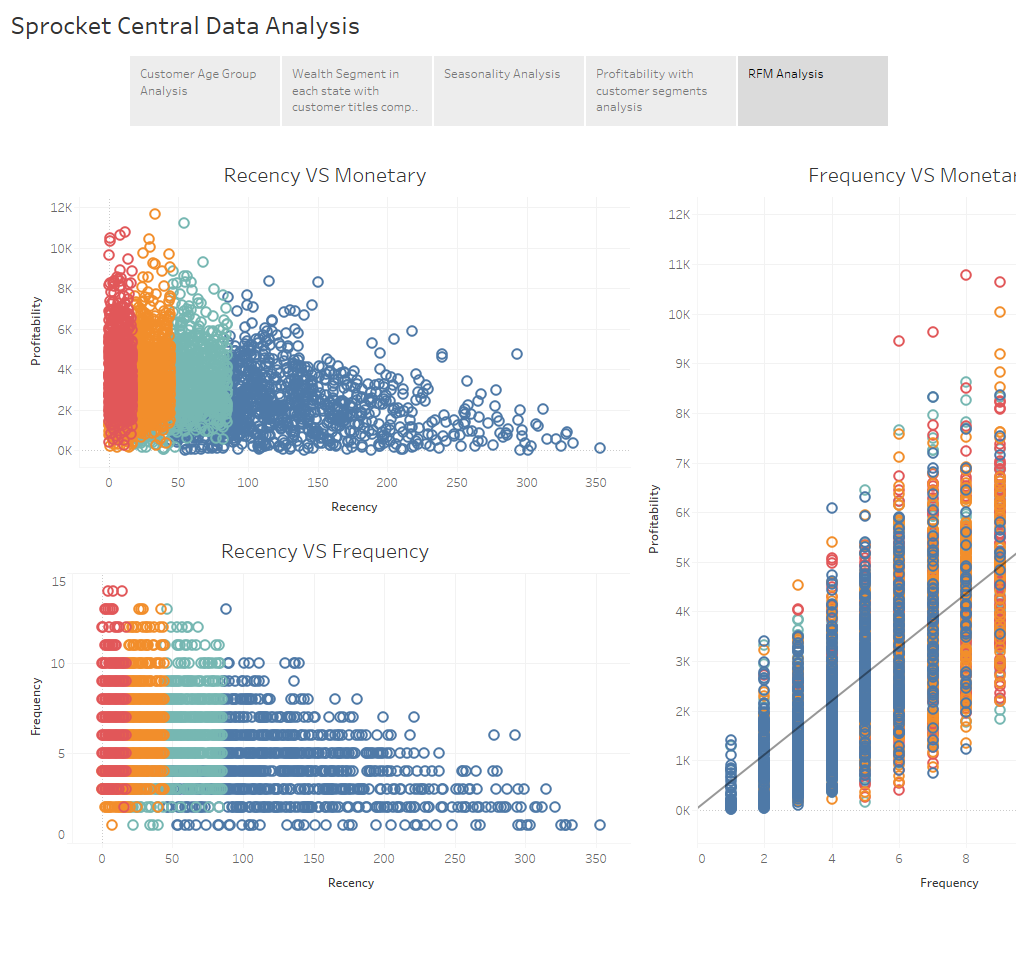 Sprocket Central Data Analysis
Customer Age Group
Analysis
Wealth Segment in
each state with
customer titles comp..
Seasonality Analysis
Profitability with
customer segments
analysis
RFM Analysis
Recency VS Monetary
12K
10K
8K
6K
4K
2K
0K
Profitability
0
50
100
150
200
250
300
350
Recency
Recency VS Frequency
15
10
5
0
Frequency
0
50
100
150
200
250
300
350
Recency
Frequency VS Monetar
12K
11K
10K
9K
8K
7K
6K
5K
4K
3K
2K
1K
0K
Profitability
0
2
4
6
8
Frequency